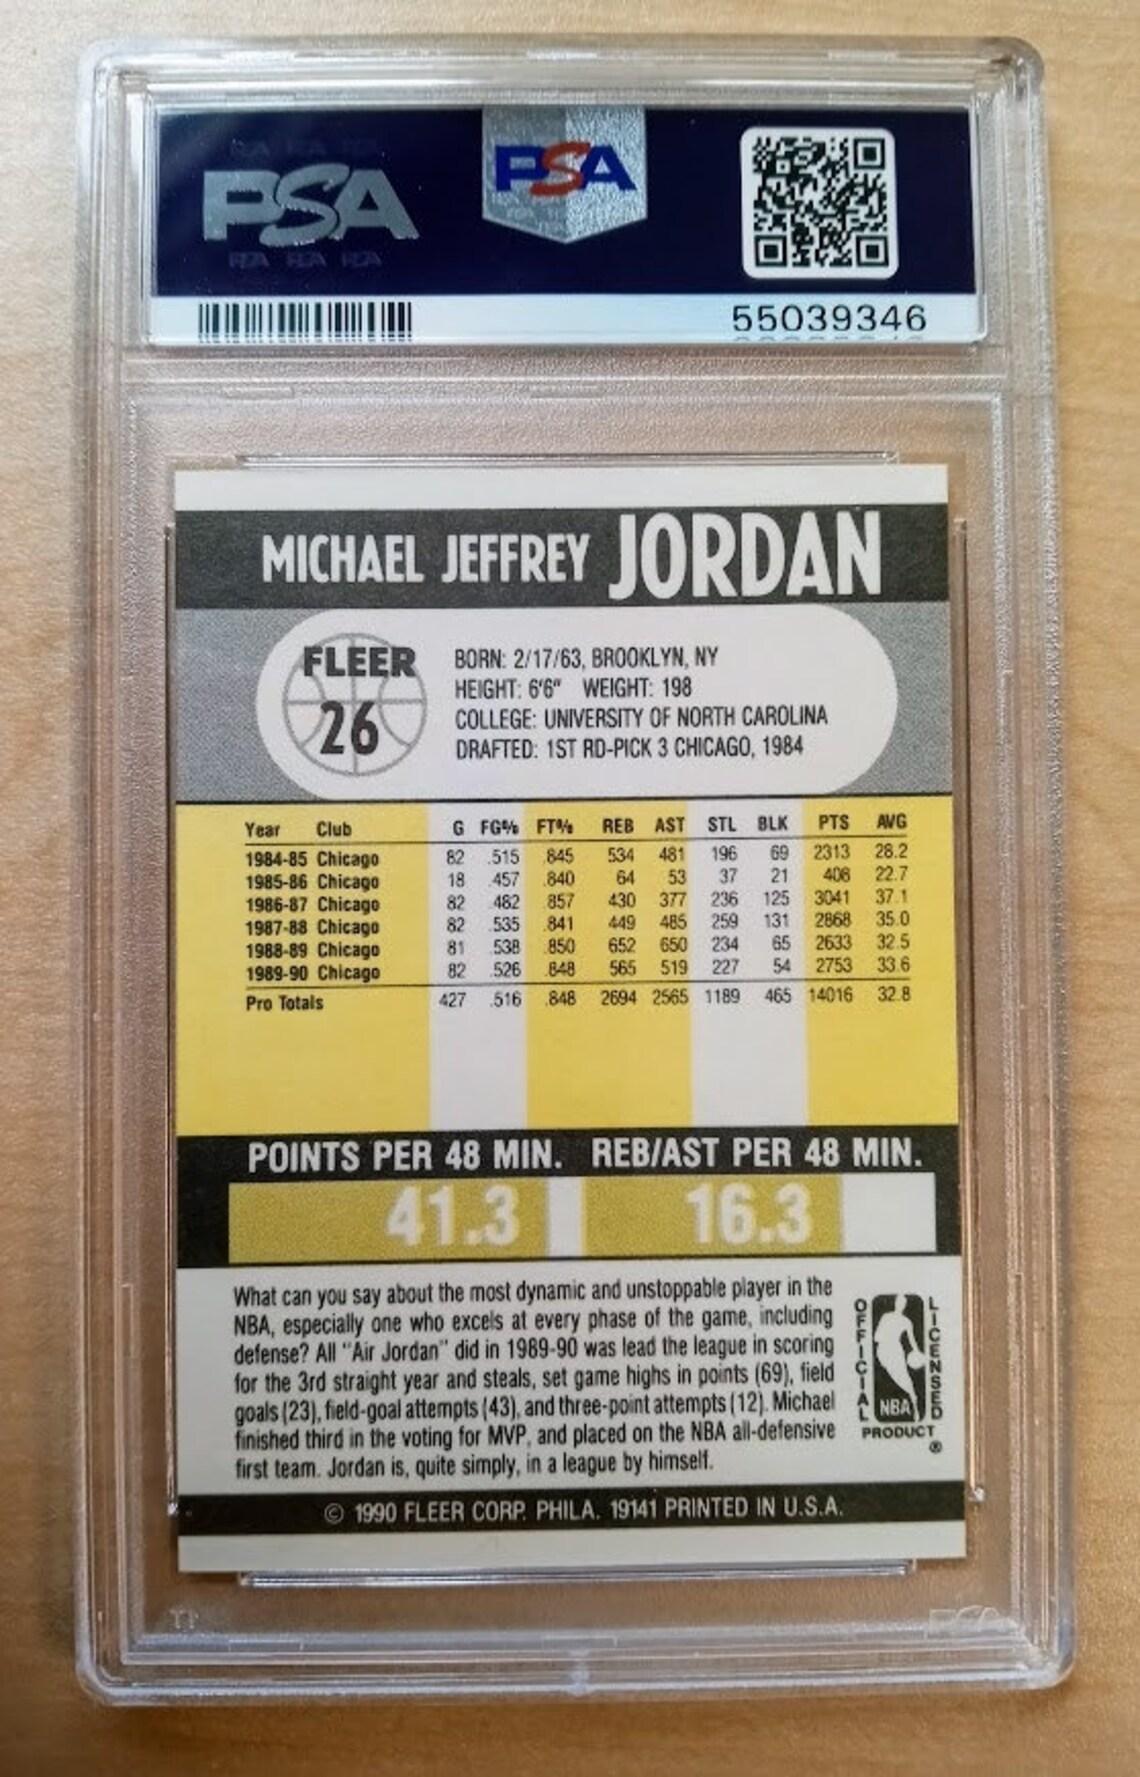 PSA
PSA
55039346
MICHAEL JEFFREY JORDAN
FLEER
26
BORN: 2/17/63, BROOKLYN, NY
HEIGHT: 6'6" WEIGHT: 198
COLLEGE: UNIVERSITY OF NORTH CAROLINA
DRAFTED: 1ST RD-PICK 3 CHICAGO, 1984
Year Club G FG% FT% REB AST STL BLK PTS AVG
1984-85 Chicago 82 .515 .845 534 481 196 69 2313 28.2
1985-86 Chicago 18 .457 .840 64 53 37 21 408 22.7
1986-87 Chicago 82 .482 .857 430 377 236 125 3041 37.1
1987-88 Chicago 82 .535 .841 449 485 259 131 2868 35.0
1988-89 Chicago 81 .538 .850 652 650 234 65 2633 32.5
1989-90 Chicago 82 .526 .848 565 519 227 54 2753 33.6
Pro Totals 427 .516 .848 2694 2565 1189 465 14016 32.8
POINTS PER 48 MIN. REB/AST PER 48 MIN.
41.3 16.3
What can you say about the most dynamic and unstoppable player in the
NBA, especially one who excels at every phase of the game, including
defense? All "Air Jordan" did in 1989-90 was lead the league in scoring
for the 3rd straight year and steals, set game highs in points (69), field
goals (23), field-goal attempts (43), and three-point attempts (12). Michael
finished third in the voting for MVP, and placed on the NBA all-defensive
first team. Jordan is, quite simply, in a league by himself.
OFFICIAL LICENSED
NBA
PRODUCT
®
© 1990 FLEER CORP. PHILA. 19141 PRINTED IN U.S.A.